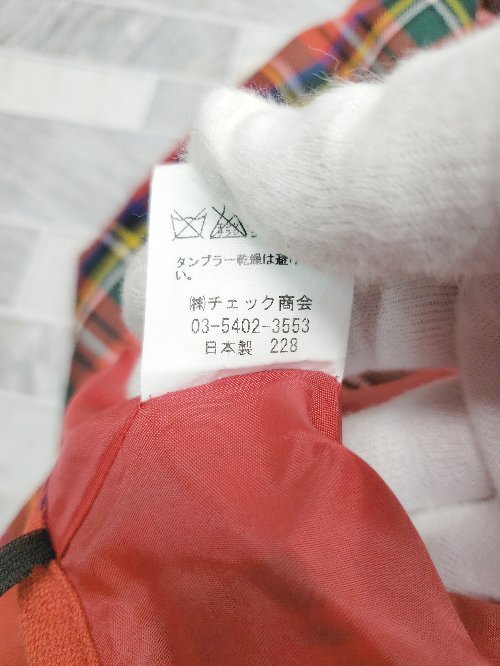 タンブラー乾燥は避け
い。
㈱チェック商会
03-5402-3553
日本製 228